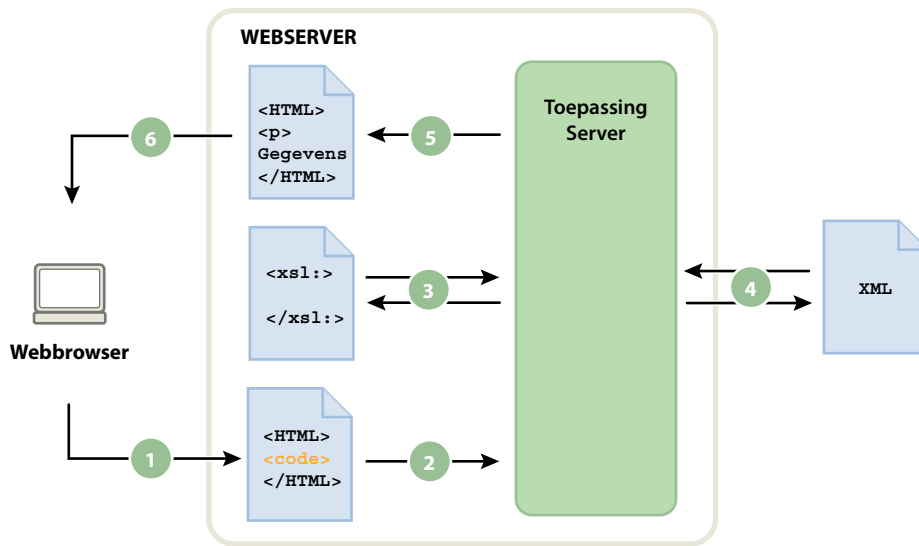 WEBSERVER
<HTML>
<p>
Gegevens
</HTML>
Toepassing
Server
6
5
<xsl:>
</xsl:>
3
4
XML
Webbrowser
<HTML>
<code>
</HTML>
1
2